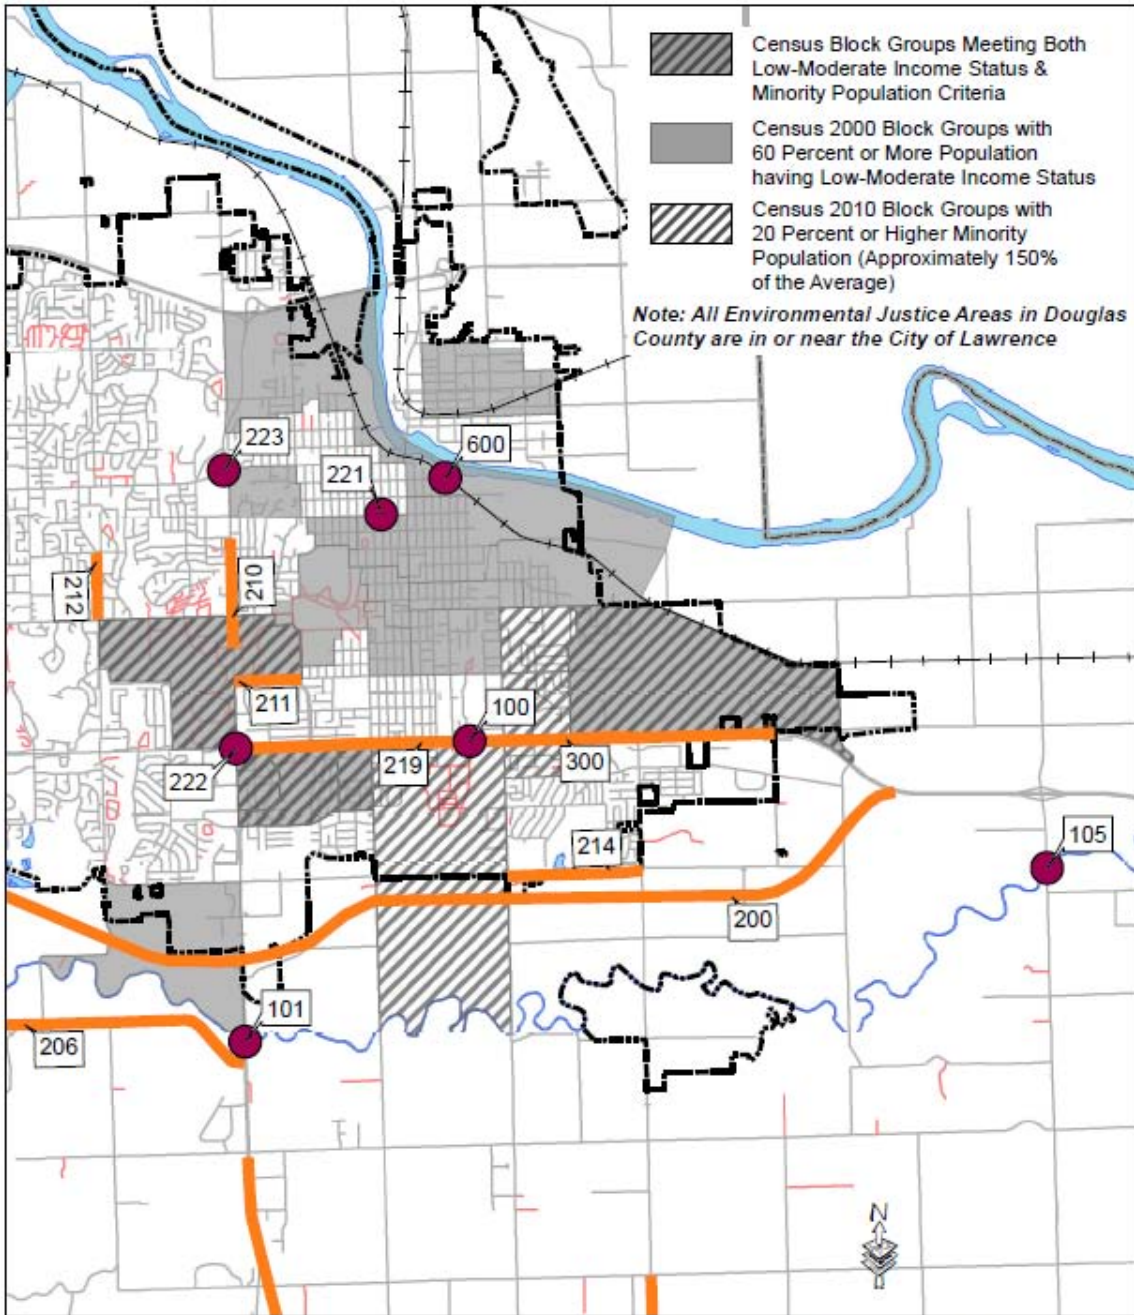 Census Block Groups Meeting Both
Low-Moderate Income Status &
Minority Population Criteria
Census 2000 Block Groups with
60 Percent or More Population
having Low-Moderate Income Status
Census 2010 Block Groups with
20 Percent or Higher Minority
Population (Approximately 150%
of the Average)
Note: All Environmental Justice Areas in Douglas
County are in or near the City of Lawrence
223
600
221
212
210
211
100
222
219
300
214
105
200
101
206
N